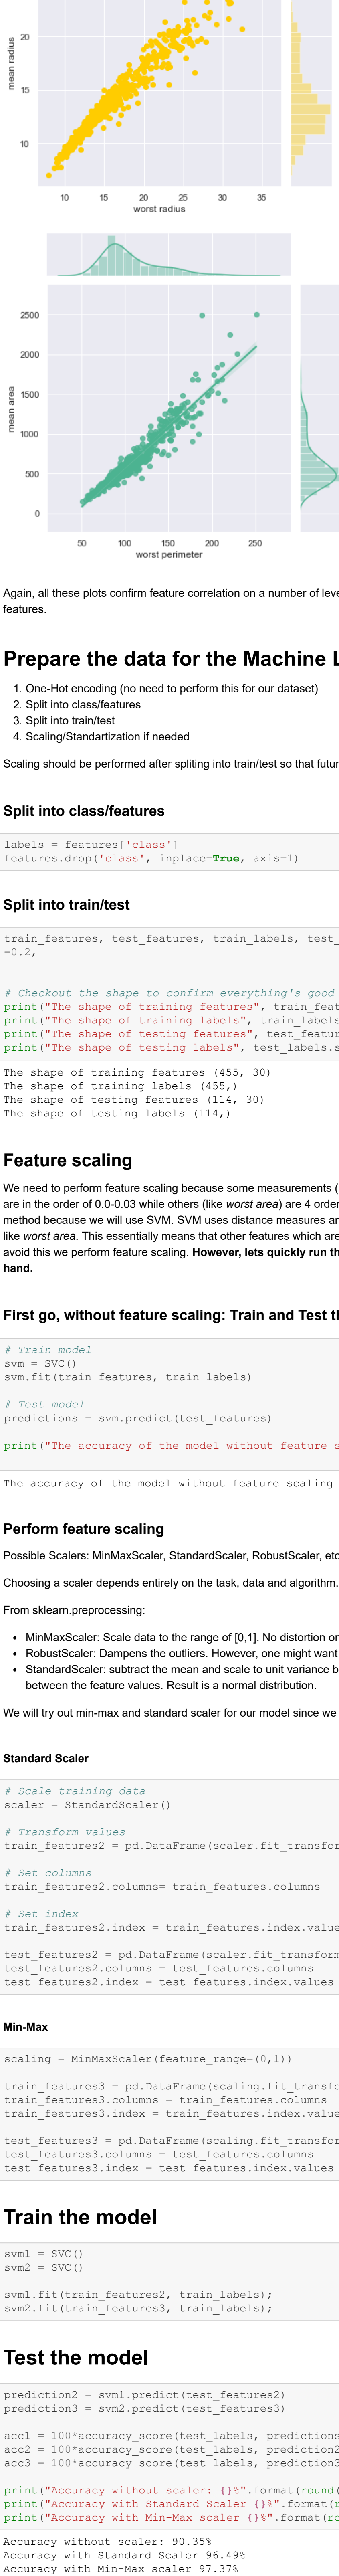 20
15
10
mean radius
10 15 20 25 30 35
worst radius
2500
2000
1500
1000
500
0
mean area
50 100 150 200 250
worst perimeter
Again, all these plots confirm feature correlation on a number of
features.
Prepare the data for the Machine
1. One-Hot encoding (no need to perform this for our dataset)
2. Split into class/features
3. Split into train/test
4. Scaling/Standartization if needed
Scaling should be performed after spliting into train/test so that
Split into class/features
labels = features['class']
features.drop('class', inplace=True, axis=1)
Split into train/test
train_features, test_features, train_labels, test_
=0.2,
# Checkout the shape to confirm everything's good
print("The shape of training features", train_feat
print("The shape of training labels", train_labels
print("The shape of testing features", test_featur
print("The shape of testing labels", test_labels.s
The shape of training features (455, 30)
The shape of training labels (455,)
The shape of testing features (114, 30)
The shape of testing labels (114,)
Feature scaling
We need to perform feature scaling because some measurements (
are in the order of 0.0-0.03 while others (like worst area) are 4
method because we will use SVM. SVM uses distance measures
like worst area. This essentially means that other features which are
avoid this we perform feature scaling. However, lets quickly run
hand.
First go, without feature scaling: Train and Test
# Train model
svm = SVC()
svm.fit(train_features, train_labels)
# Test model
predictions = svm.predict(test_features)
print("The accuracy of the model without feature s
The accuracy of the model without feature scaling
Perform feature scaling
Possible Scalers: MinMaxScaler, StandardScaler, RobustScaler, etc
Choosing a scaler depends entirely on the task, data and algorithm.
From sklearn.preprocessing:
• MinMaxScaler: Scale data to the range of [0,1]. No distortion
• RobustScaler: Dampens the outliers. However, one might want
• StandardScaler: subtract the mean and scale to unit variance
between the feature values. Result is a normal distribution.
We will try out min-max and standard scaler for our model since we
Standard Scaler
# Scale training data
scaler = StandardScaler()
# Transform values
train_features2 = pd.DataFrame(scaler.fit_transfor
# Set columns
train_features2.columns= train_features.columns
# Set index
train_features2.index = train_features.index.value
test_features2 = pd.DataFrame(scaler.fit_transform
test_features2.columns = test_features.columns
test_features2.index = test_features.index.values
Min-Max
scaling = MinMaxScaler(feature_range=(0,1))
train_features3 = pd.DataFrame(scaling.fit_transfo
train_features3.columns = train_features.columns
train_features3.index = train_features.index.value
test_features3 = pd.DataFrame(scaling.fit_transfor
test_features3.columns = test_features.columns
test_features3.index = test_features.index.values
Train the model
svm1 = SVC()
svm2 = SVC()
svm1.fit(train_features2, train_labels);
svm2.fit(train_features3, train_labels);
Test the model
prediction2 = svm1.predict(test_features2)
prediction3 = svm2.predict(test_features3)
acc1 = 100*accuracy_score(test_labels, predictions
acc2 = 100*accuracy_score(test_labels, prediction2
acc3 = 100*accuracy_score(test_labels, prediction3
print("Accuracy without scaler: {}%".format(round(
print("Accuracy with Standard Scaler {}%".format(r
print("Accuracy with Min-Max scaler {}%".format(ro
Accuracy without scaler: 90.35%
Accuracy with Standard Scaler 96.49%
Accuracy with Min-Max scaler 97.37%